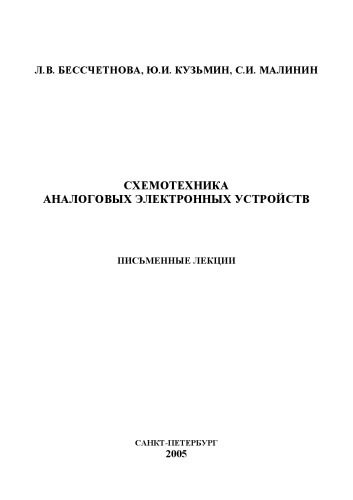 Л.В. БЕССЧЕТНОВА, Ю.И. КУЗЬМИН, С.И. МАЛИНИН
СХЕМОТЕХНИКА
АНАЛОГОВЫХ ЭЛЕКТРОННЫХ УСТРОЙСТВ
ПИСЬМЕННЫЕ ЛЕКЦИИ
САНКТ-ПЕТЕРБУРГ
2005